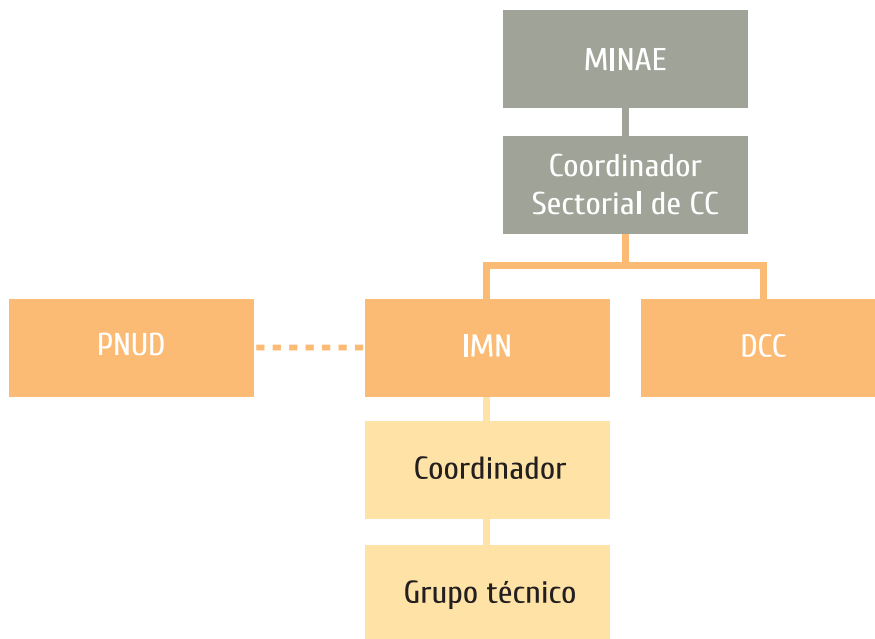 MINAE
Coordinador
Sectorial de CC
PNUD
IMN
DCC
Coordinador
Grupo técnico